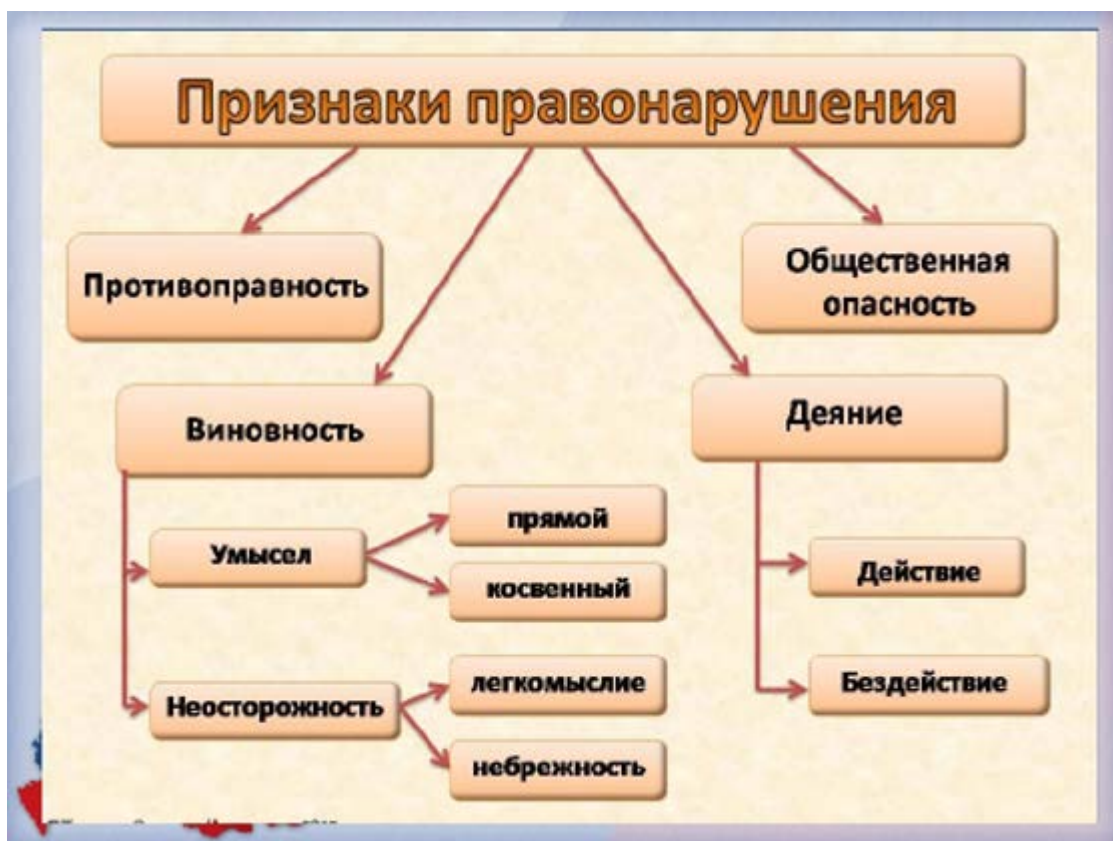 Признаки правонарушения
Противоправность
Общественная
опасность
Виновность
Деяние
Умысел
прямой
косвенный
Неосторожность
легкомыслие
небрежность
Действие
Бездействие